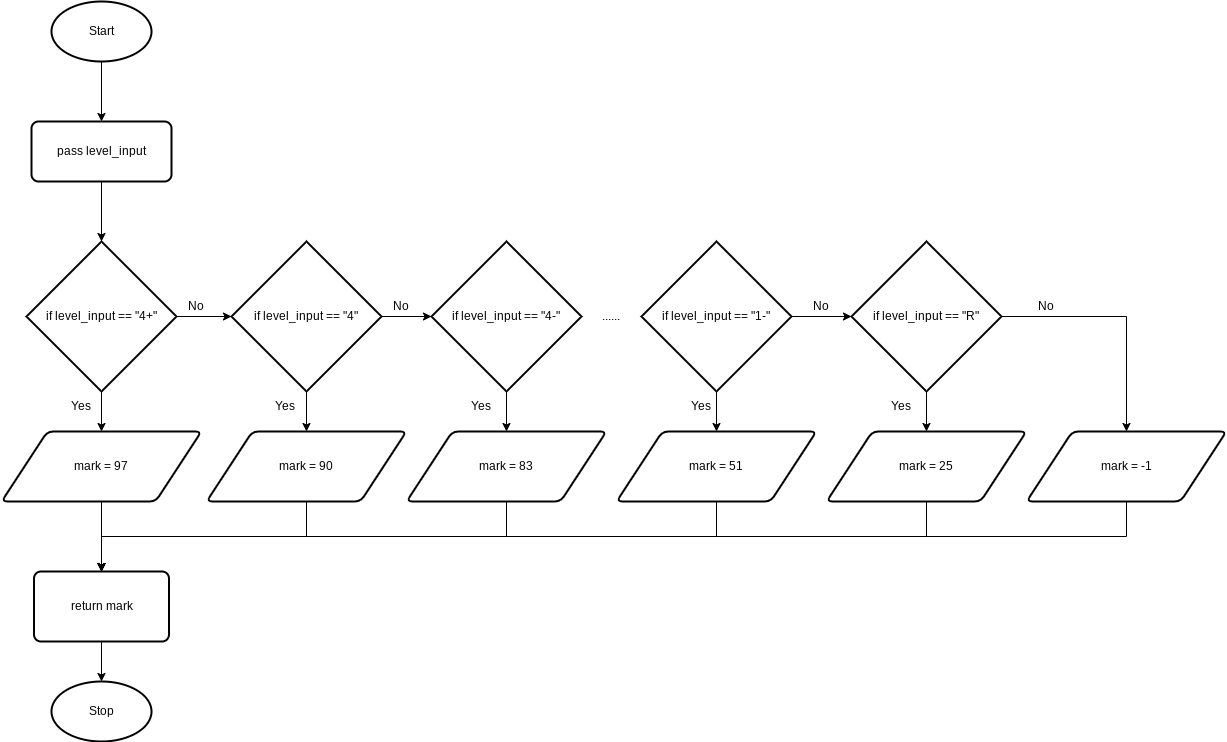 Start
pass level_input
if level_input == "4+"
No
if level_input == "4"
No
if level_input == "4-"
......
if level_input == "1-"
No
if level_input == "R"
No
Yes
Yes
Yes
Yes
Yes
mark = 97
mark = 90
mark = 83
mark = 51
mark = 25
mark = -1
return mark
Stop